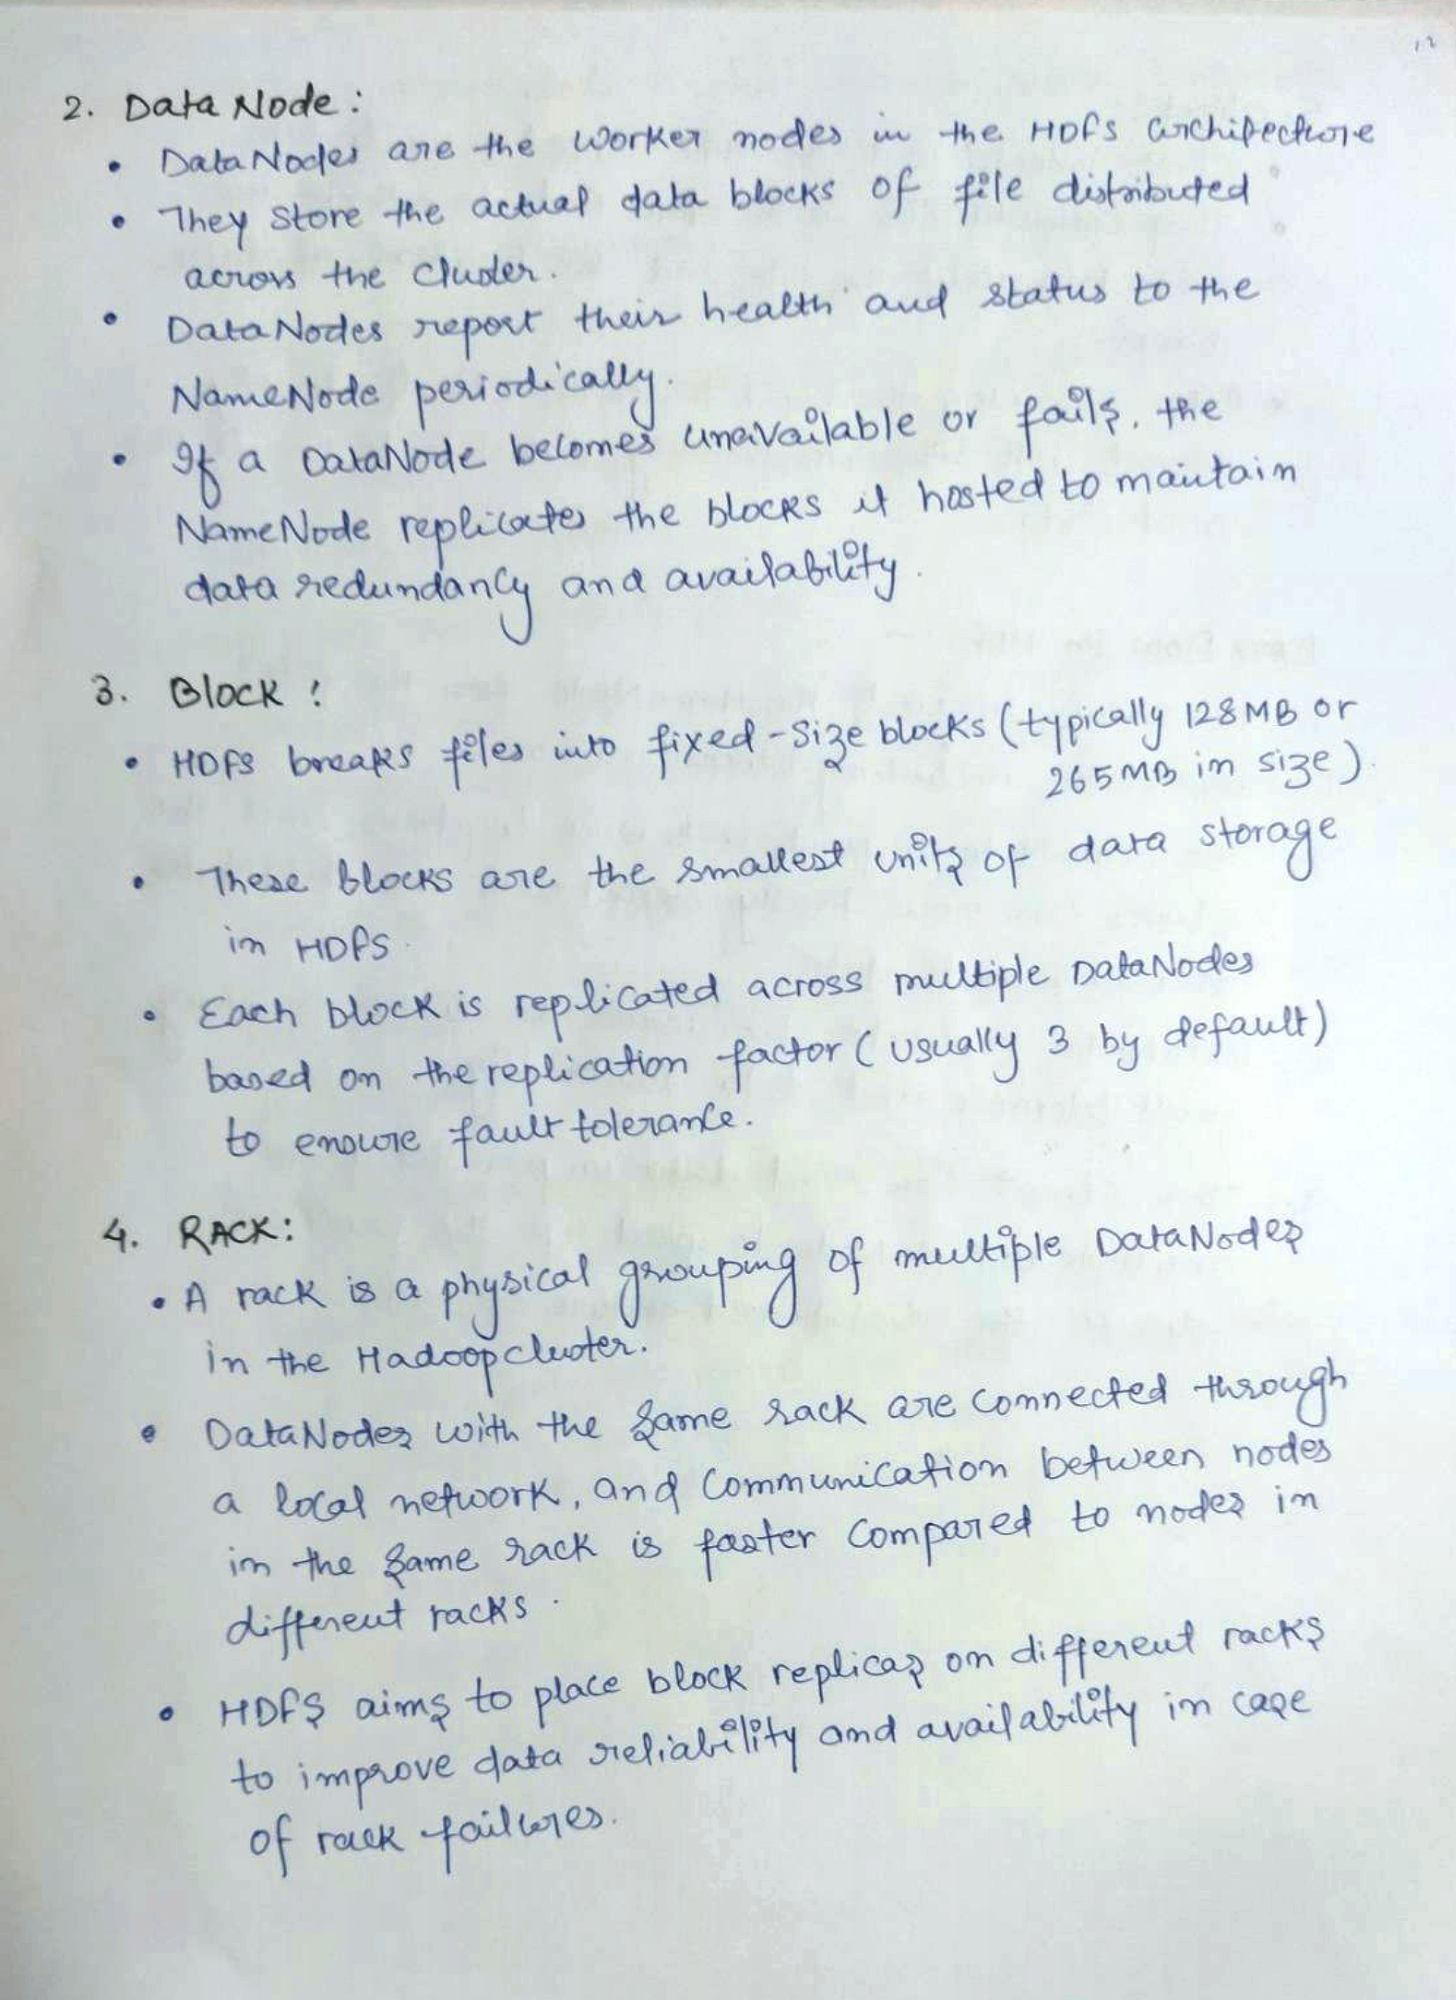 2. Data Node :
• DataNodes are the worker nodes in the HDFS architecture
• They store the actual data blocks of file distributed
across the cluster.
• DataNodes report their health and status to the
NameNode periodically.
• If a DataNode becomes unavailable or fails, the
NameNode replicates the blocks it hosted to maintain
data redundancy and availability.
3. Block :
• HDFS breaks files into fixed-size blocks (typically 128MB or
265MB in size).
• These blocks are the smallest units of data storage
in HDFS.
• Each block is replicated across multiple DataNodes
based on the replication factor (usually 3 by default)
to ensure fault tolerance.
4. RACK:
• A rack is a physical grouping of multiple DataNodes
in the Hadoop cluster.
• DataNodes with the same rack are connected through
a local network, and communication between nodes
in the same rack is faster compared to nodes in
different racks.
• HDFS aims to place block replicas on different racks
to improve data reliability and availability in case
of rack failures.